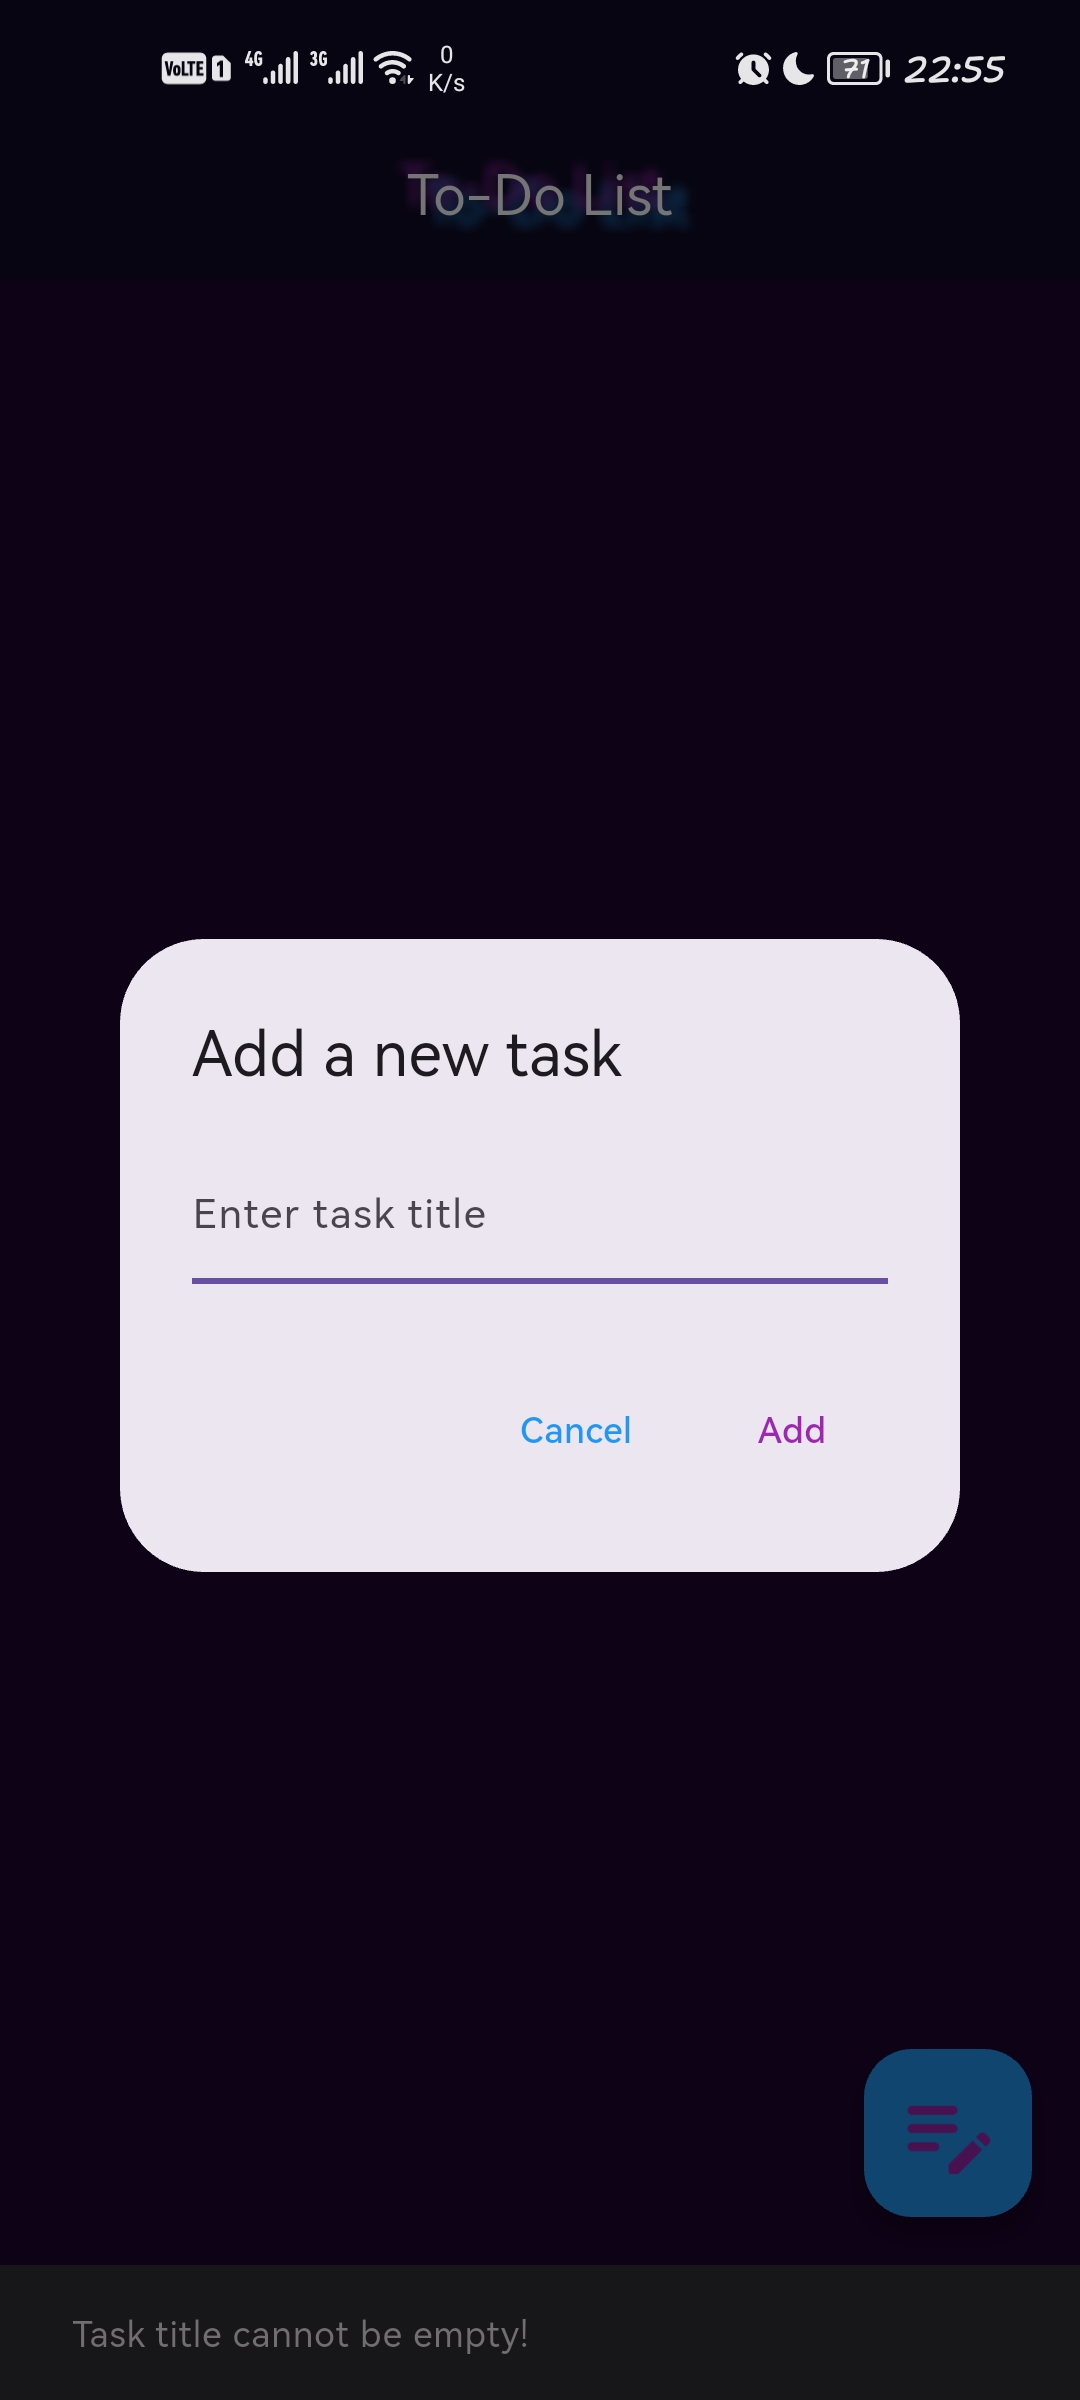 VoLTE 1 4G 3G 0 K/s 71 22:55
To-Do List
Add a new task
Enter task title
Cancel Add
Task title cannot be empty!